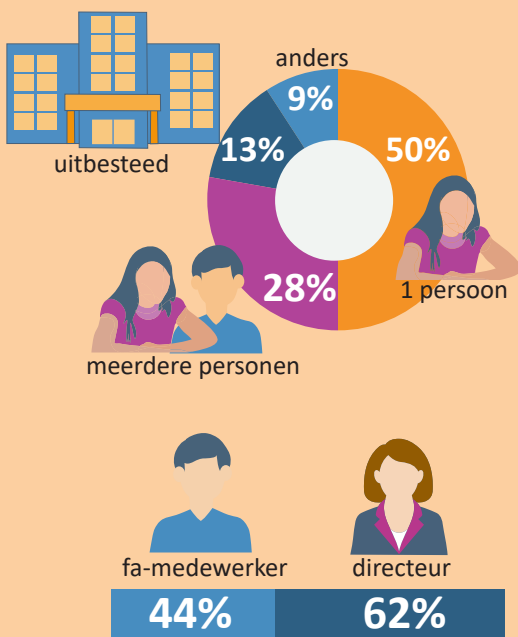 anders
9%
13%
50%
uitbesteed
28%
1 persoon
meerdere personen
fa-medewerker directeur
44% 62%